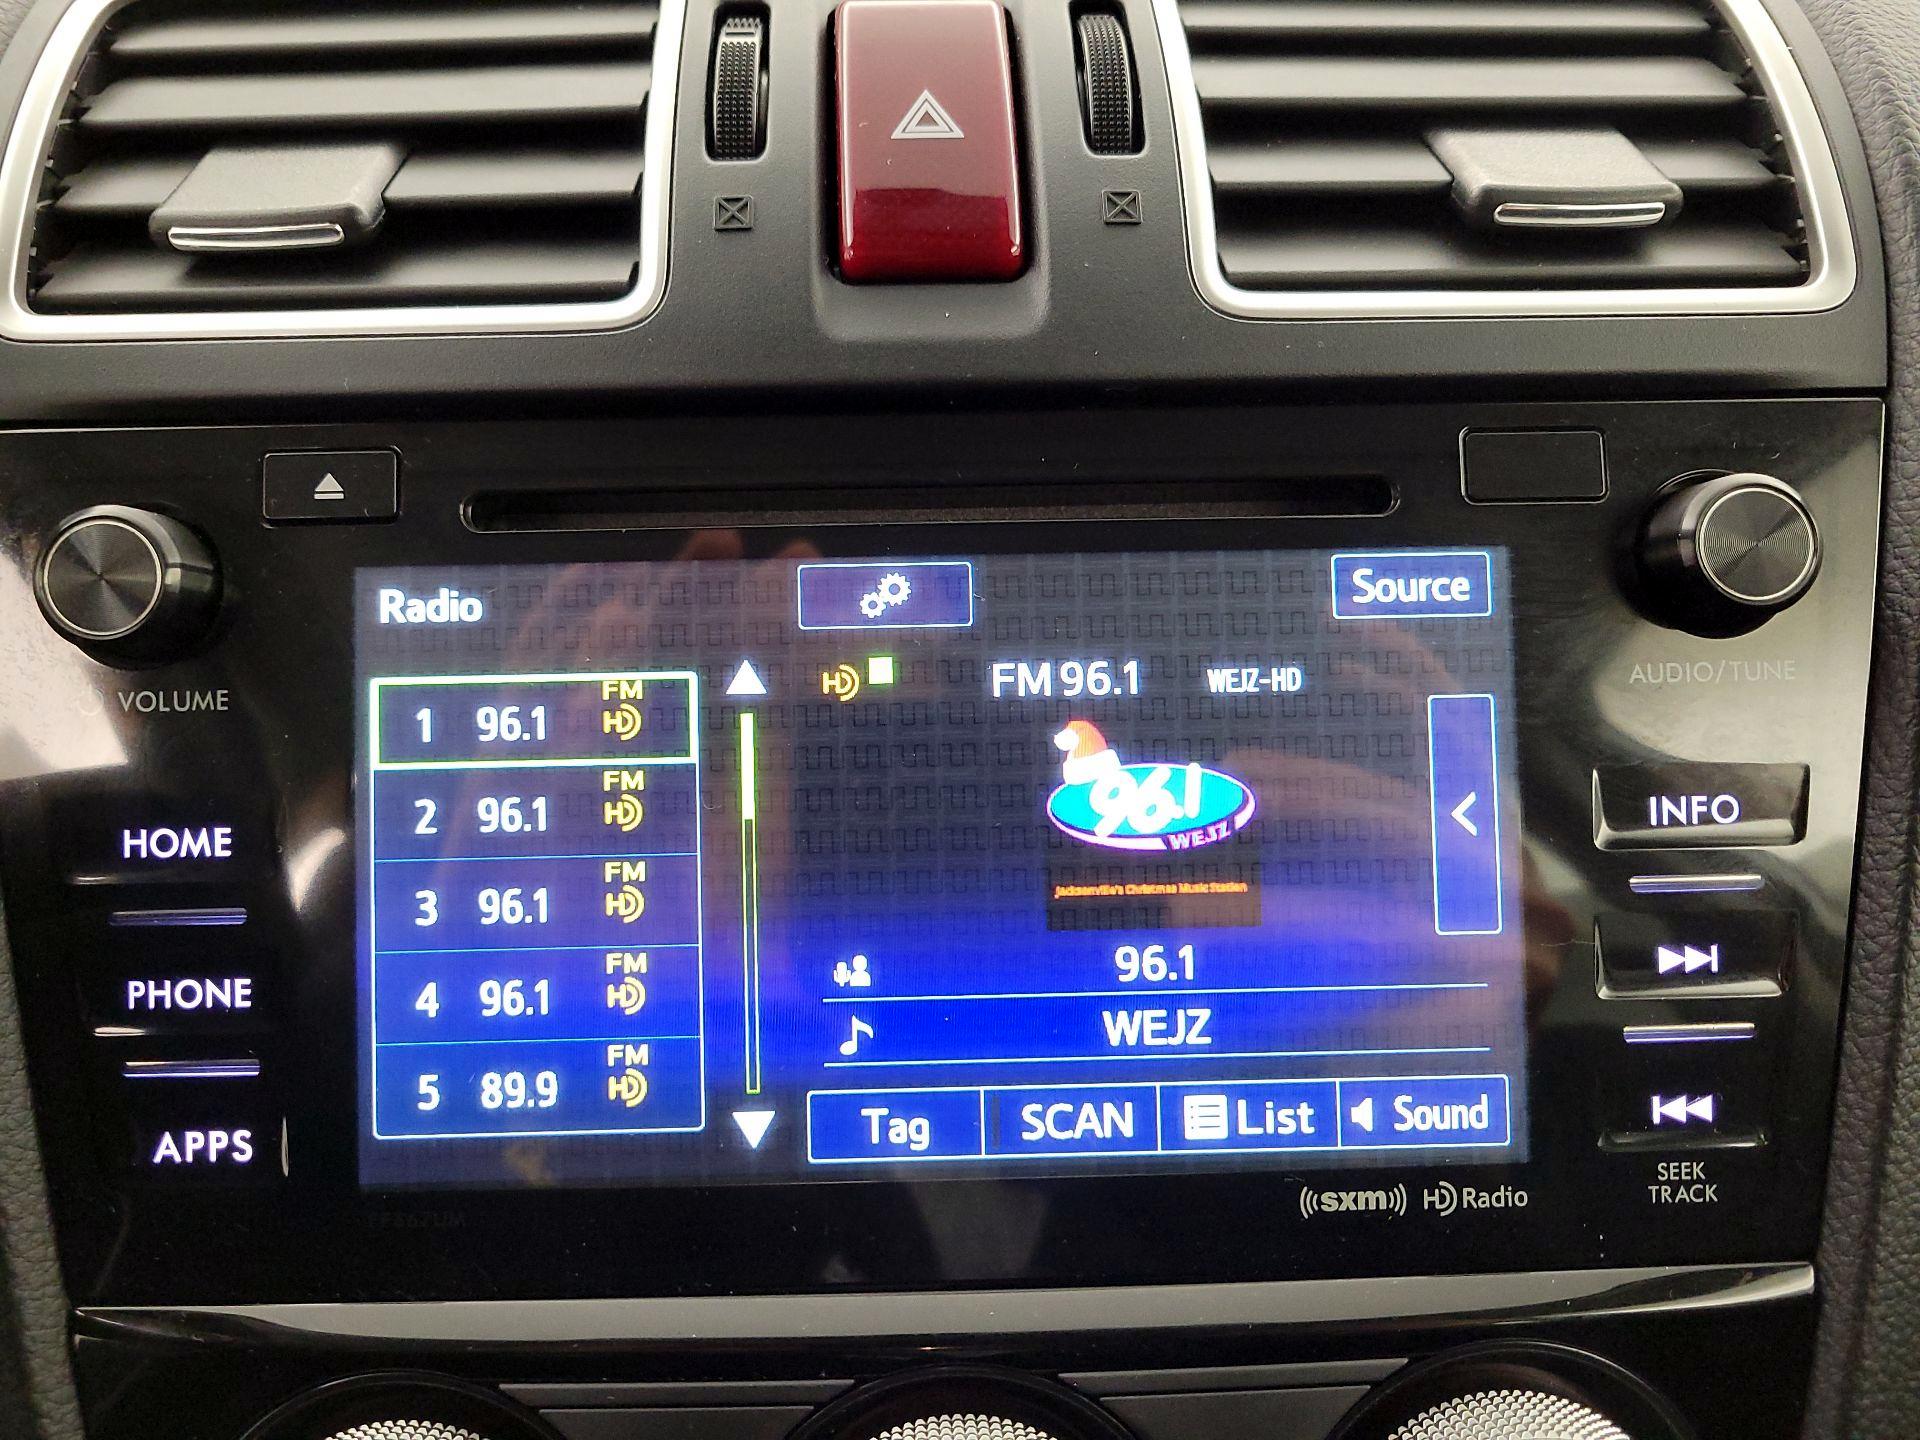 Radio
Source
VOLUME
AUDIO/TUNE
HOME
PHONE
APPS
1 96.1 FM HD
2 96.1 FM HD
3 96.1 FM HD
4 96.1 FM HD
5 89.9 FM HD
HD FM 96.1 WEJZ-HD
96.1
WEJZ
Jacksonville's Christmas Music Station
96.1
WEJZ
Tag SCAN List Sound
INFO
SEEK
TRACK
((sxm)) HD Radio